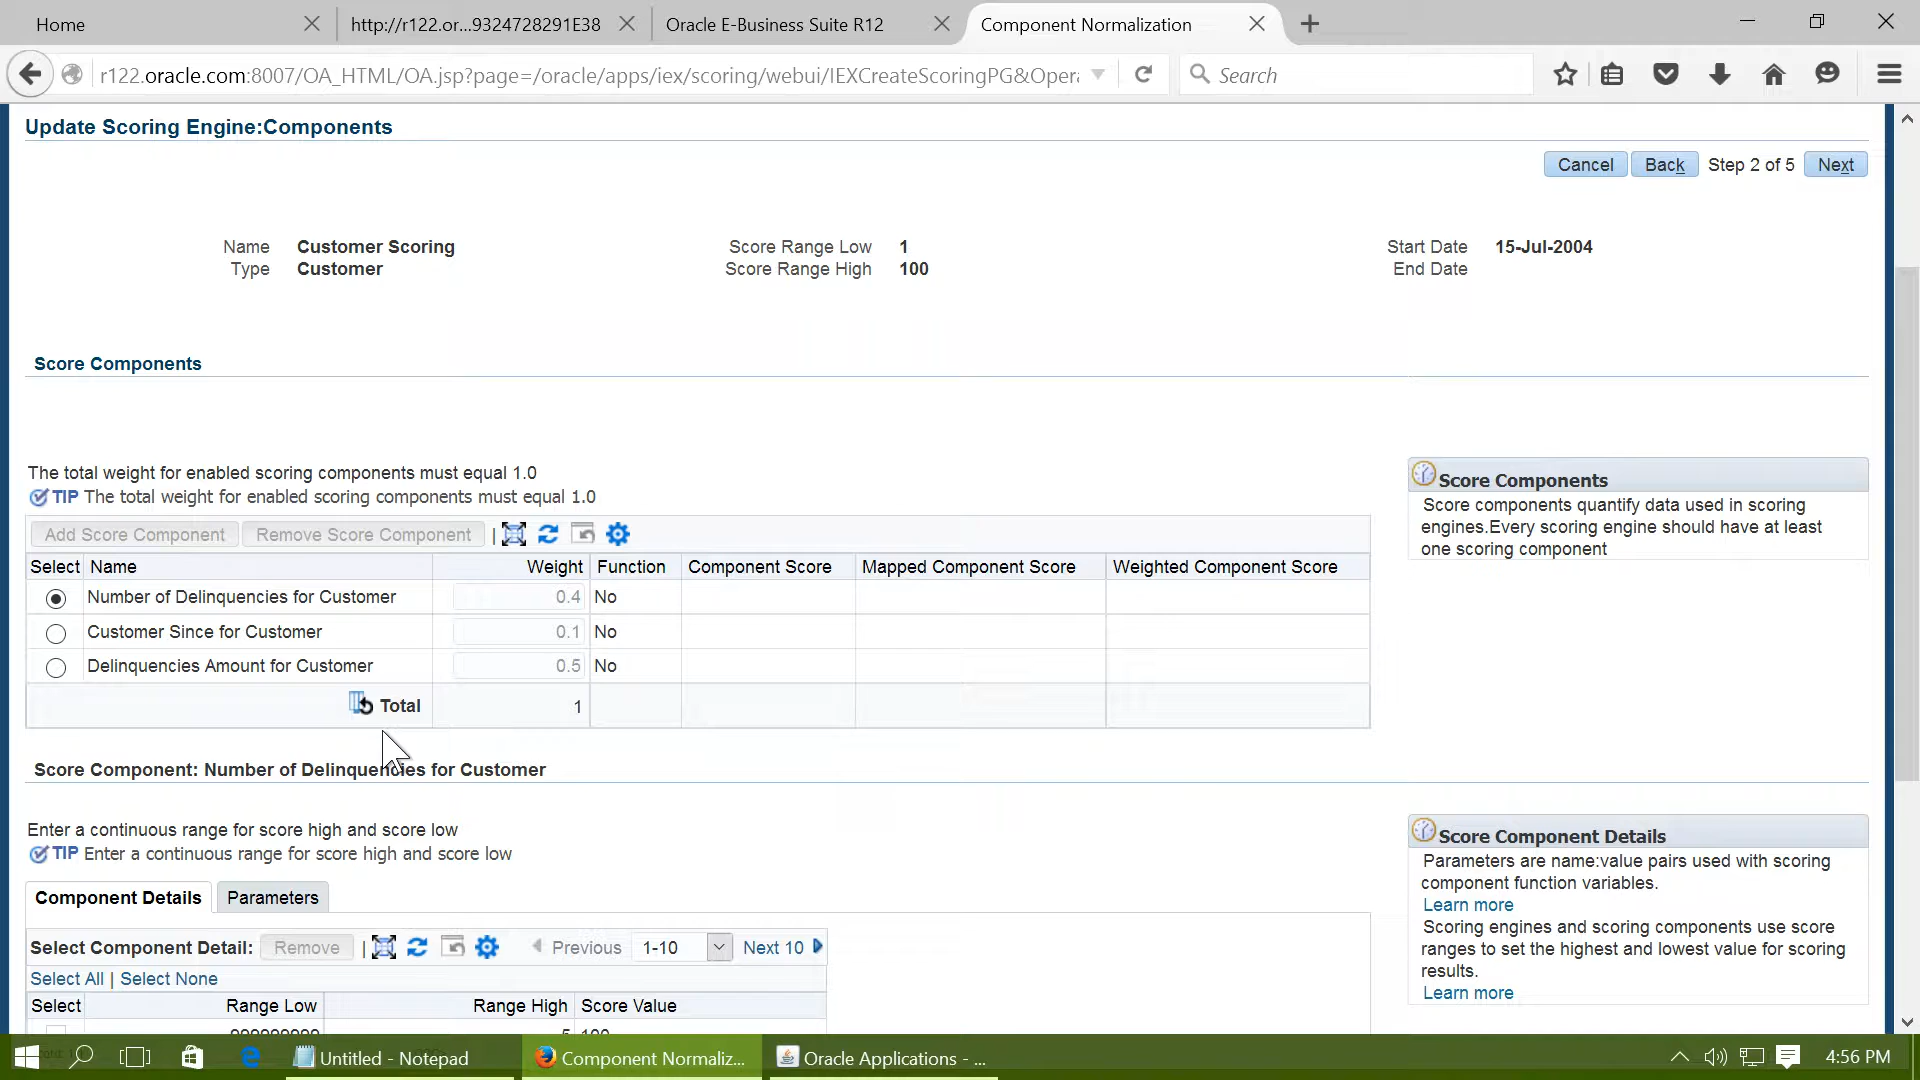 Home
http://r122.or...9324728291E38
Oracle E-Business Suite R12
Component Normalization
r122.oracle.com:8007/OA_HTML/OA.jsp?page=/oracle/apps/iex/scoring/webui/IEXCreateScoringPG&Opera
Search
Update Scoring Engine:Components
Cancel Back Step 2 of 5 Next
Name Customer Scoring Score Range Low 1 Start Date 15-Jul-2004
Type Customer Score Range High 100 End Date
Score Components
The total weight for enabled scoring components must equal 1.0
TIP The total weight for enabled scoring components must equal 1.0
Add Score Component Remove Score Component |
Select Name Weight Function Component Score Mapped Component Score Weighted Component Score
Number of Delinquencies for Customer 0.4 No
Customer Since for Customer 0.1 No
Delinquencies Amount for Customer 0.5 No
Total 1
Score Components
Score components quantify data used in scoring
engines.Every scoring engine should have at least
one scoring component
Score Component: Number of Delinquencies for Customer
Enter a continuous range for score high and score low
TIP Enter a continuous range for score high and score low
Score Component Details
Parameters are name:value pairs used with scoring
component function variables.
Learn more
Scoring engines and scoring components use score
ranges to set the highest and lowest value for scoring
results.
Learn more
Component Details Parameters
Select Component Detail: Remove | Previous 1-10 Next 10
Select All | Select None
Select Range Low Range High Score Value
Untitled - Notepad
Component Normaliz...
Oracle Applications - ...
4:56 PM